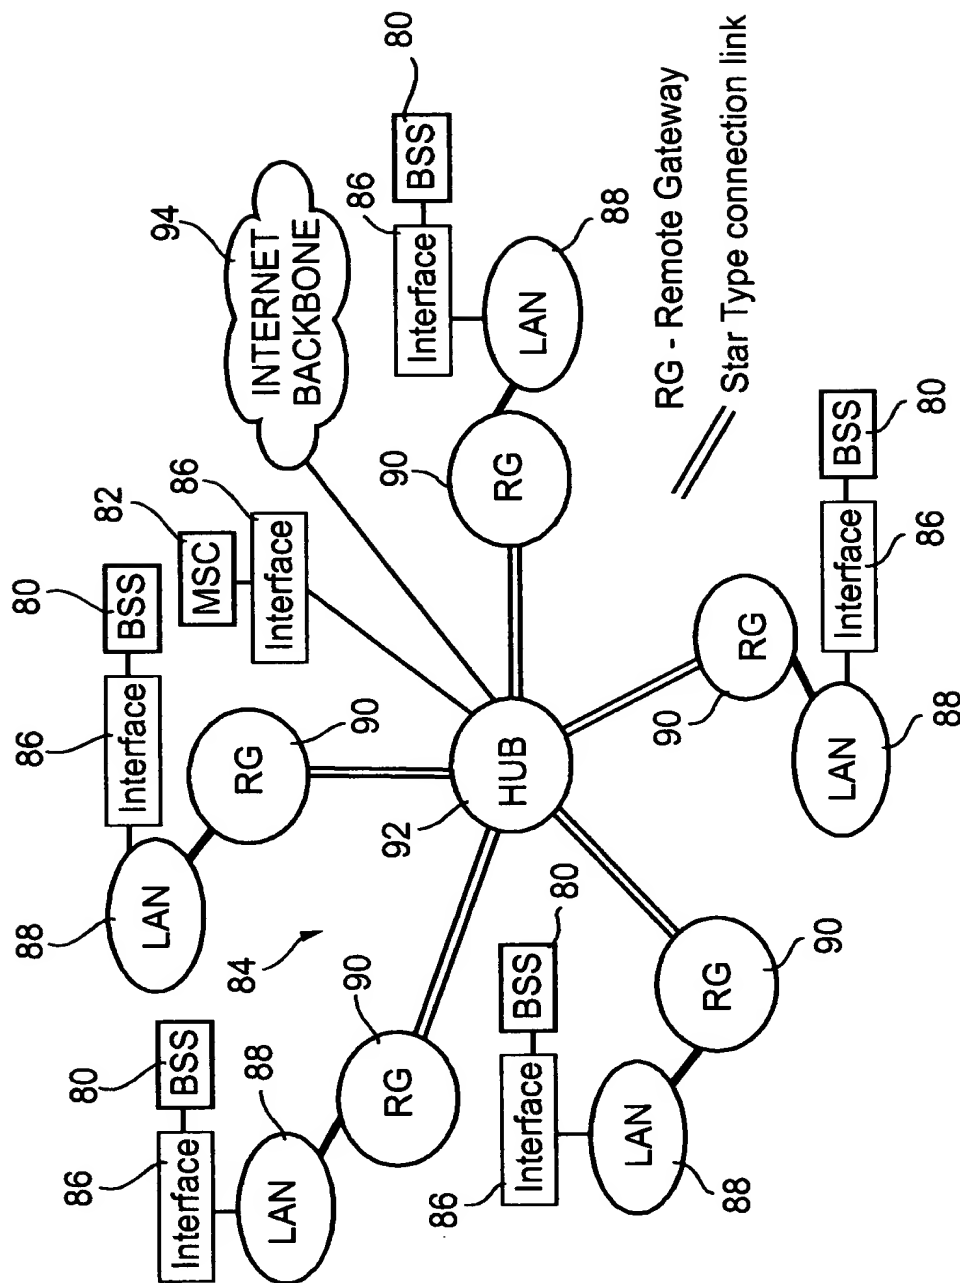 88
86
80
86
80
82
Interface
BSS
LAN
94
Interface
BSS
86
MSC
84
RG
INTERNET
88
LAN
Interface
BACKBONE
90
90
86
RG
80
92
90
Interface
BSS
86
HUB
RG
Interface
BSS
LAN
80
88
LAN
90
RG - Remote Gateway
88
RG
RG
Star Type connection link
90
LAN
Interface
BSS
88
86
80